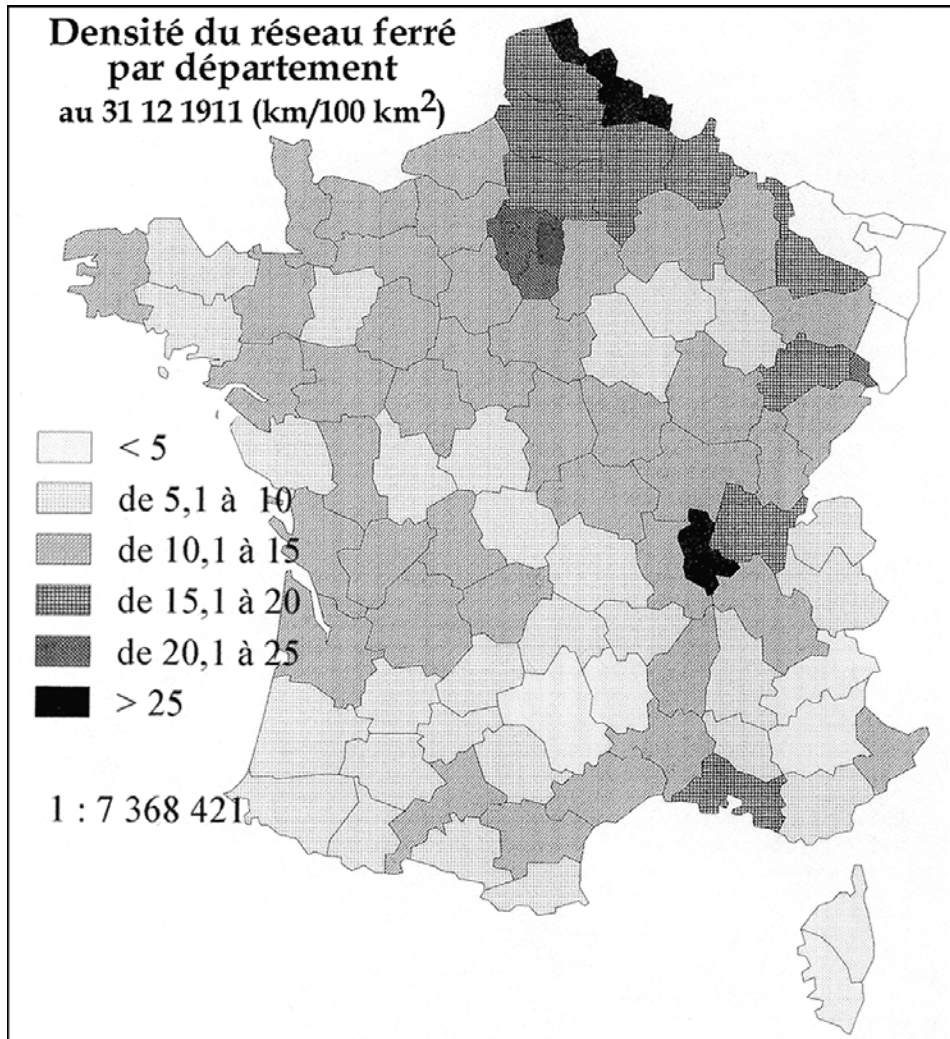 Densité du réseau ferré
par département
au 31 12 1911 (km/100 km2)
< 5
de 5,1 à 10
de 10,1 à 15
de 15,1 à 20
de 20,1 à 25
> 25
1 : 7 368 421